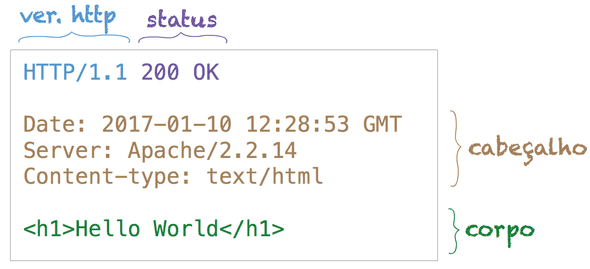 ver. http status
HTTP/1.1 200 OK
Date: 2017-01-10 12:28:53 GMT
Server: Apache/2.2.14
Content-type: text/html
cabeçalho
<h1>Hello World</h1>
corpo